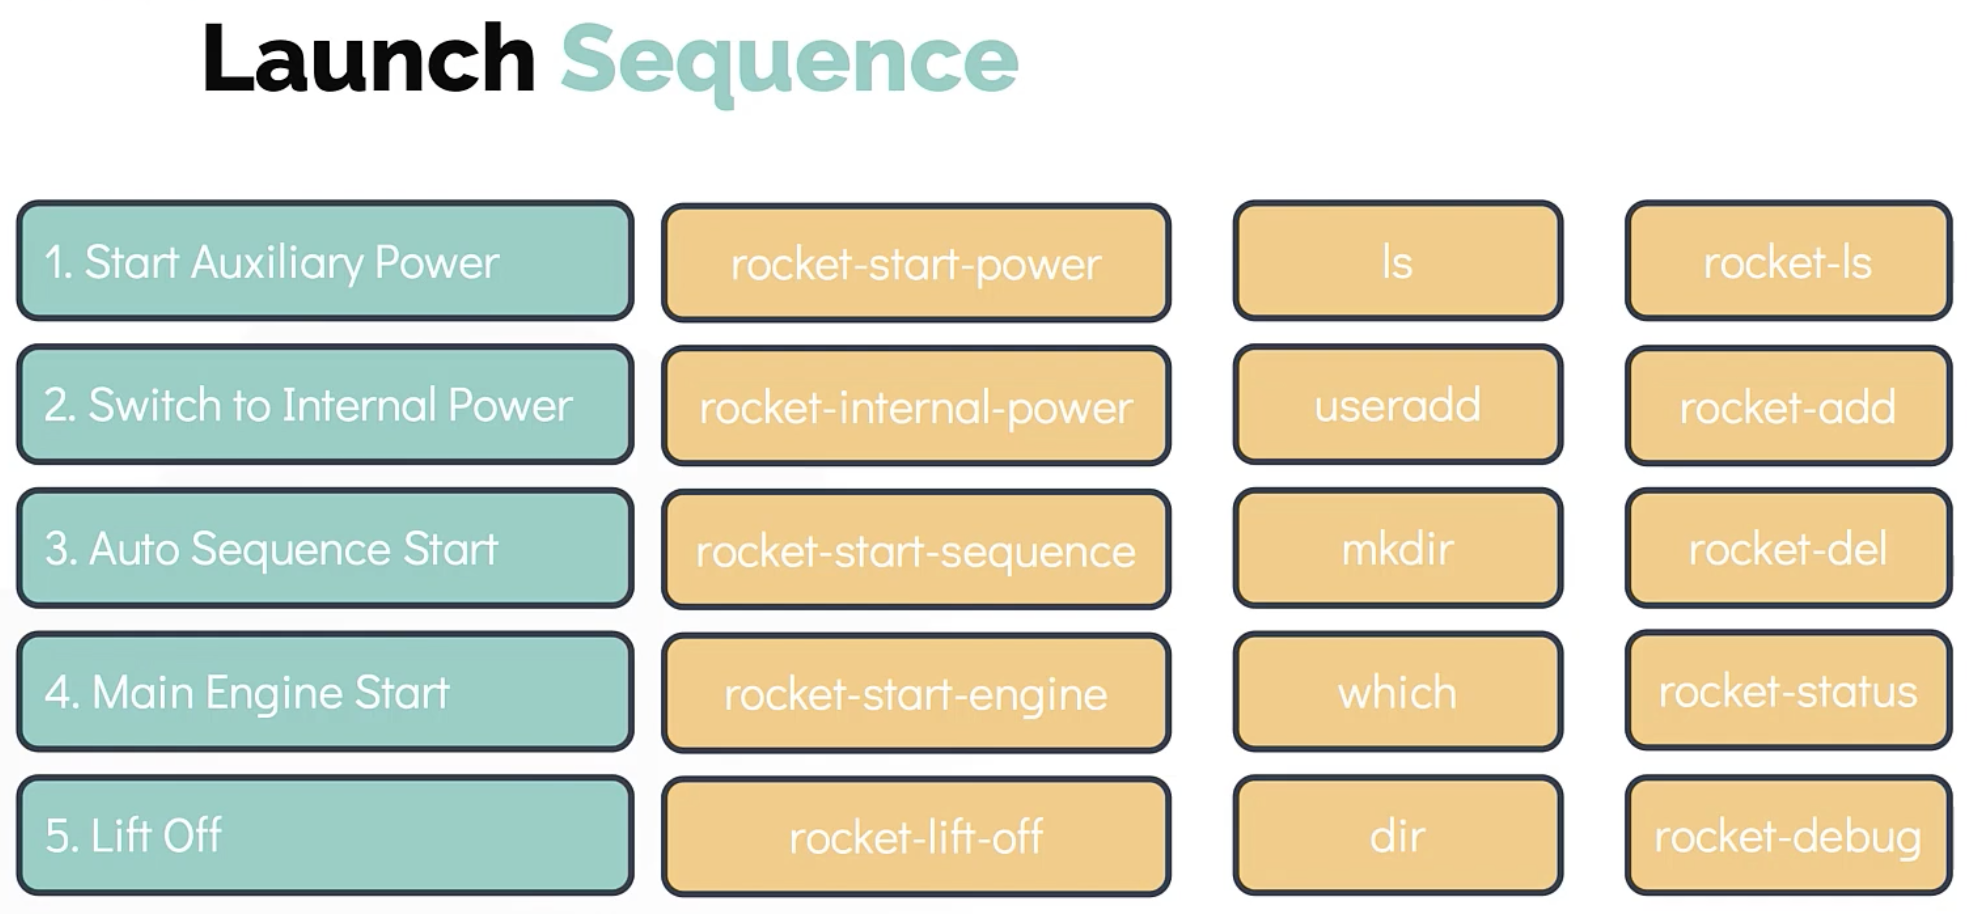 Launch Sequence
1. Start Auxiliary Power
rocket-start-power
ls
rocket-ls
2. Switch to Internal Power
rocket-internal-power
useradd
rocket-add
3. Auto Sequence Start
rocket-start-sequence
mkdir
rocket-del
4. Main Engine Start
rocket-start-engine
which
rocket-status
5. Lift Off
rocket-lift-off
dir
rocket-debug